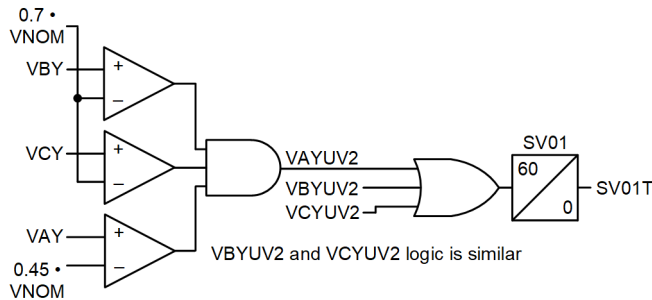 0.7 •
VNOM
VBY
+
–
VCY
+
–
VAY
+
–
0.45 •
VNOM
VAYUV2
VBYUV2
VCYUV2
SV01
60
0
SV01T
VBYUV2 and VCYUV2 logic is similar